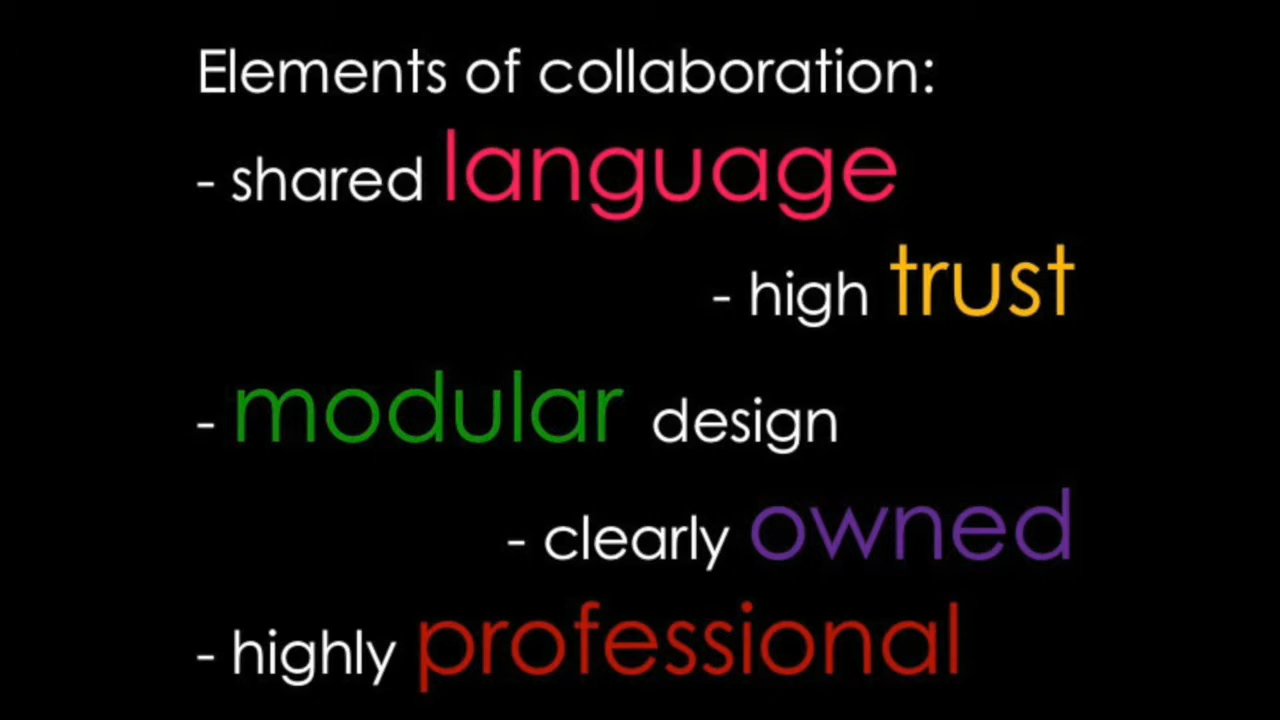 Elements of collaboration:
- shared language
- high trust
- modular design
- clearly owned
- highly professional